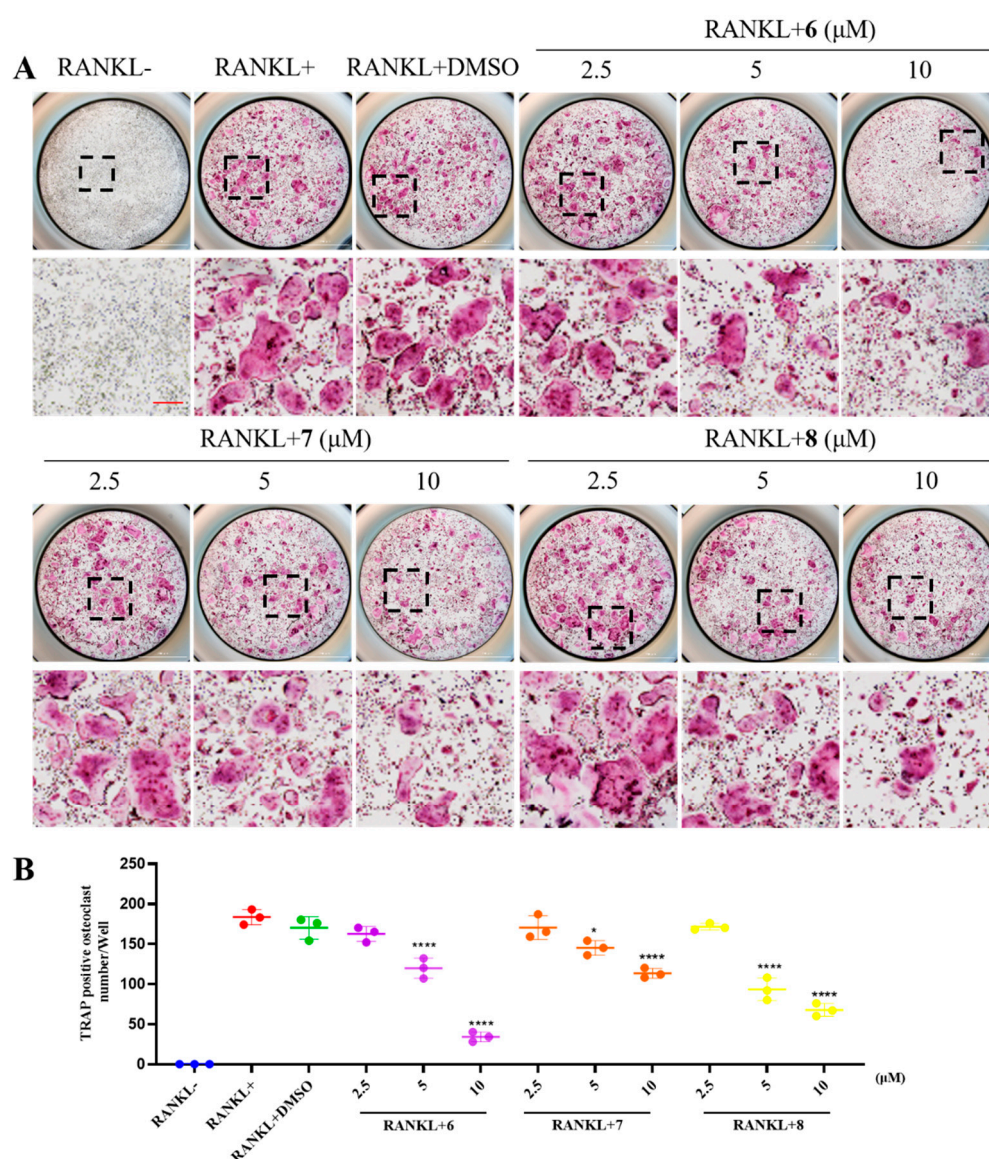 RANKL+6 (μM)
A RANKL- RANKL+ RANKL+DMSO 2.5 5 10
RANKL+7 (μM) RANKL+8 (μM)
2.5 5 10 2.5 5 10
B
TRAP positive osteoclast
number/Well
250
200
150
100
50
0
* **** **** **** **** **** 
RANKL- RANKL+ RANKL+DMSO 2.5 5 10 2.5 5 10 2.5 5 10 (μM)
RANKL+6 RANKL+7 RANKL+8